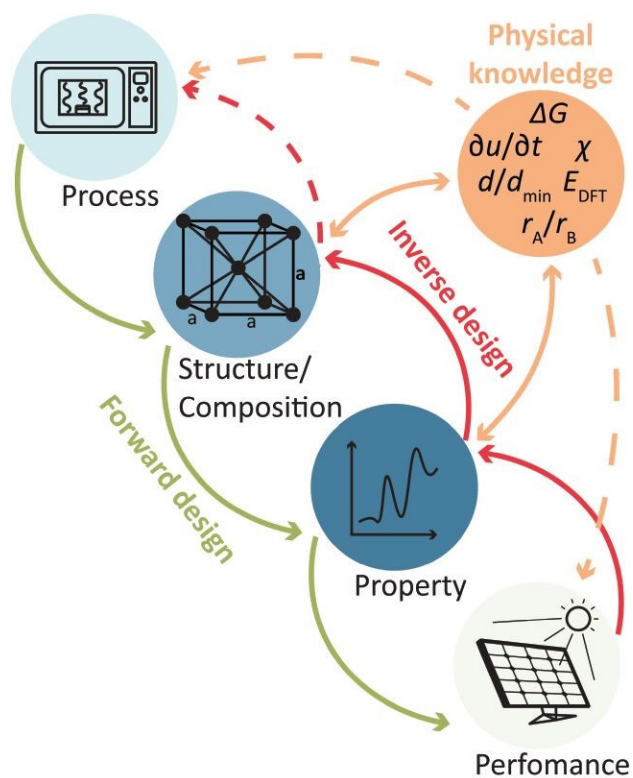 Physical
knowledge
ΔG
∂u/∂t χ
d/dmin EDFT
rA/rB
Process
a
a a
Inverse design
Structure/
Composition
Forward design
Property
Perfomance